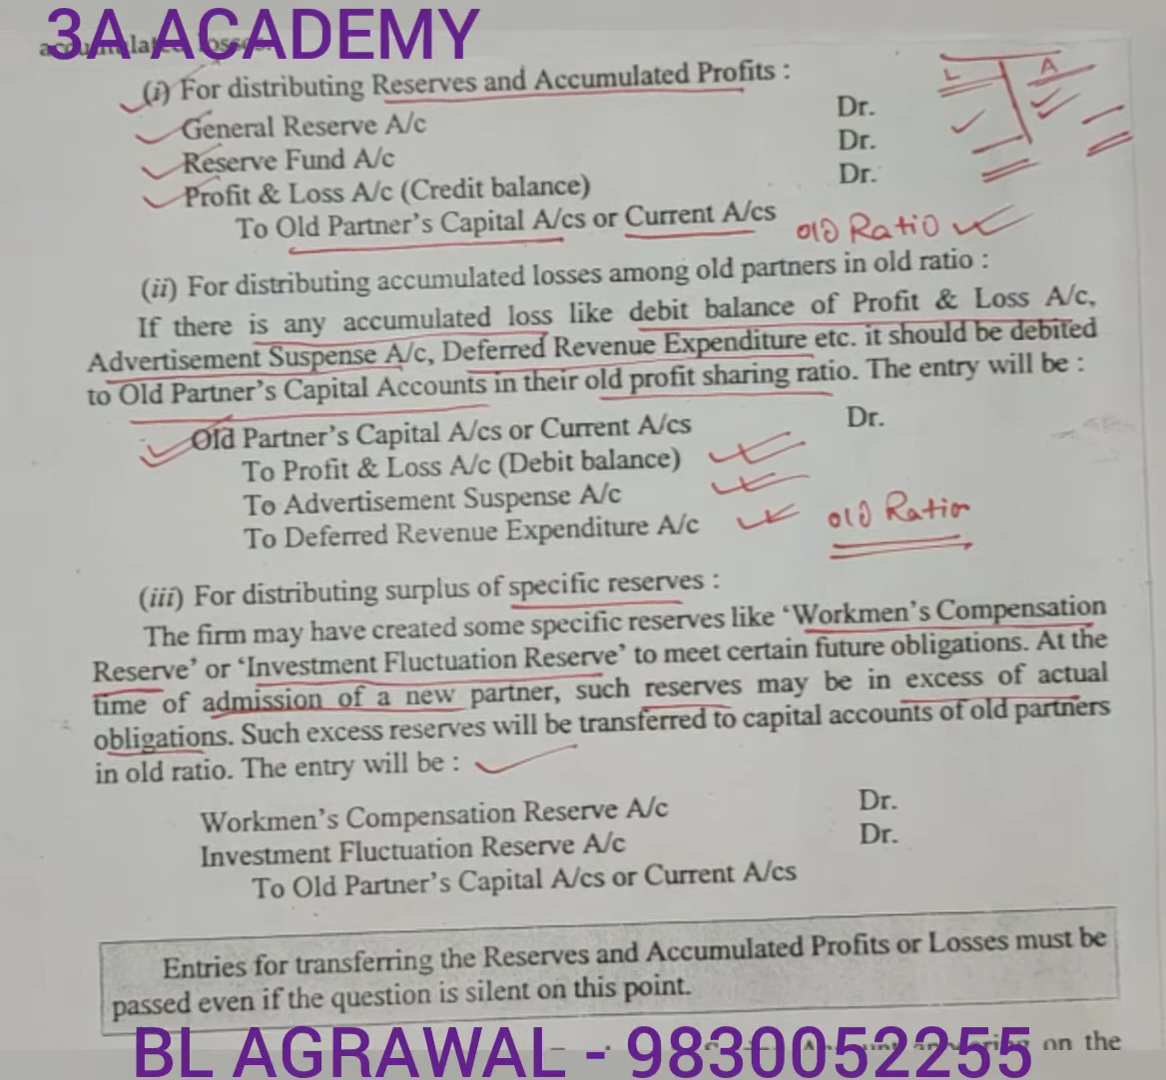 3A ACADEMY
accumulated losses.
(i) For distributing Reserves and Accumulated Profits :
General Reserve A/c Dr.
Reserve Fund A/c Dr.
Profit & Loss A/c (Credit balance) Dr.
To Old Partner's Capital A/cs or Current A/cs
old Ratio
L A
(ii) For distributing accumulated losses among old partners in old ratio :
If there is any accumulated loss like debit balance of Profit & Loss A/c,
Advertisement Suspense A/c, Deferred Revenue Expenditure etc. it should be debited
to Old Partner's Capital Accounts in their old profit sharing ratio. The entry will be :
Old Partner's Capital A/cs or Current A/cs Dr.
To Profit & Loss A/c (Debit balance)
To Advertisement Suspense A/c
To Deferred Revenue Expenditure A/c
old Ratio
(iii) For distributing surplus of specific reserves :
The firm may have created some specific reserves like ‘Workmen's Compensation
Reserve’ or ‘Investment Fluctuation Reserve’ to meet certain future obligations. At the
time of admission of a new partner, such reserves may be in excess of actual
obligations. Such excess reserves will be transferred to capital accounts of old partners
in old ratio. The entry will be :
Workmen's Compensation Reserve A/c Dr.
Investment Fluctuation Reserve A/c Dr.
To Old Partner's Capital A/cs or Current A/cs
Entries for transferring the Reserves and Accumulated Profits or Losses must be
passed even if the question is silent on this point.
on the
BL AGRAWAL - 9830052255